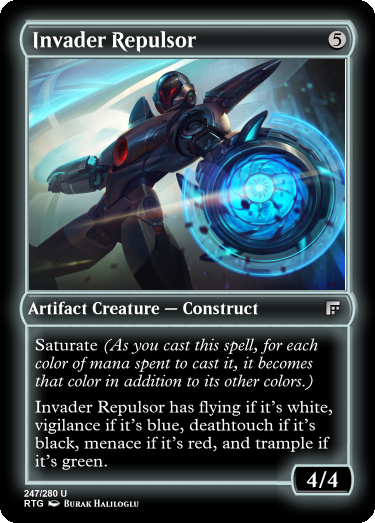 Invader Repulsor 5
Artifact Creature — Construct
Saturate (As you cast this spell, for each
color of mana spent to cast it, it becomes
that color in addition to its other colors.)
Invader Repulsor has flying if it's white,
vigilance if it's blue, deathtouch if it's
black, menace if it's red, and trample if
it's green.
4/4
247/280 U
RTG Burak Haliloglu